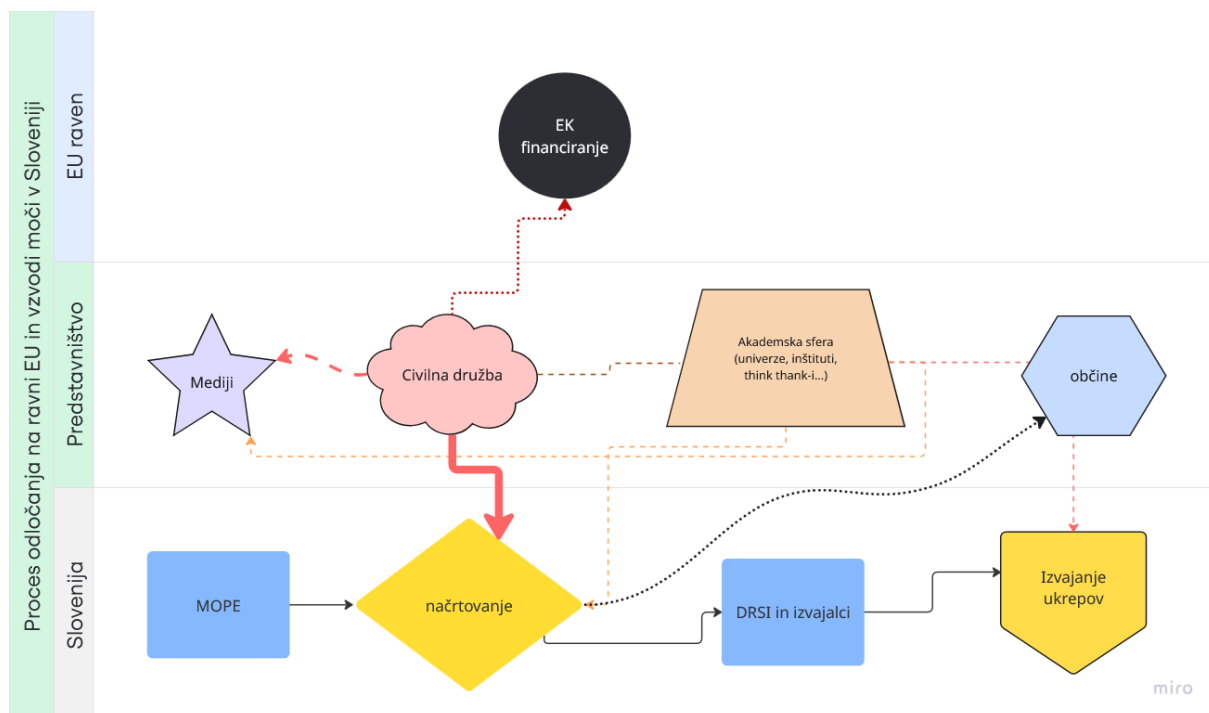 Proces odločanja na ravni EU in vzvodi moči v Sloveniji
EU raven
EK
financiranje
Predstavništvo
Mediji
Civilna družba
Akademska sfera
(univerze, inštituti,
think thank-i...)
občine
Slovenija
MOPE
načrtovanje
DRSI in izvajalci
Izvajanje
ukrepov
miro